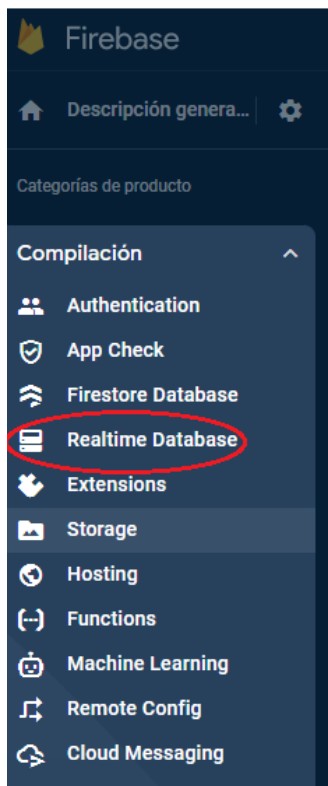 Firebase
Descripción genera...
Categorías de producto
Compilación
Authentication
App Check
Firestore Database
Realtime Database
Extensions
Storage
Hosting
Functions
Machine Learning
Remote Config
Cloud Messaging